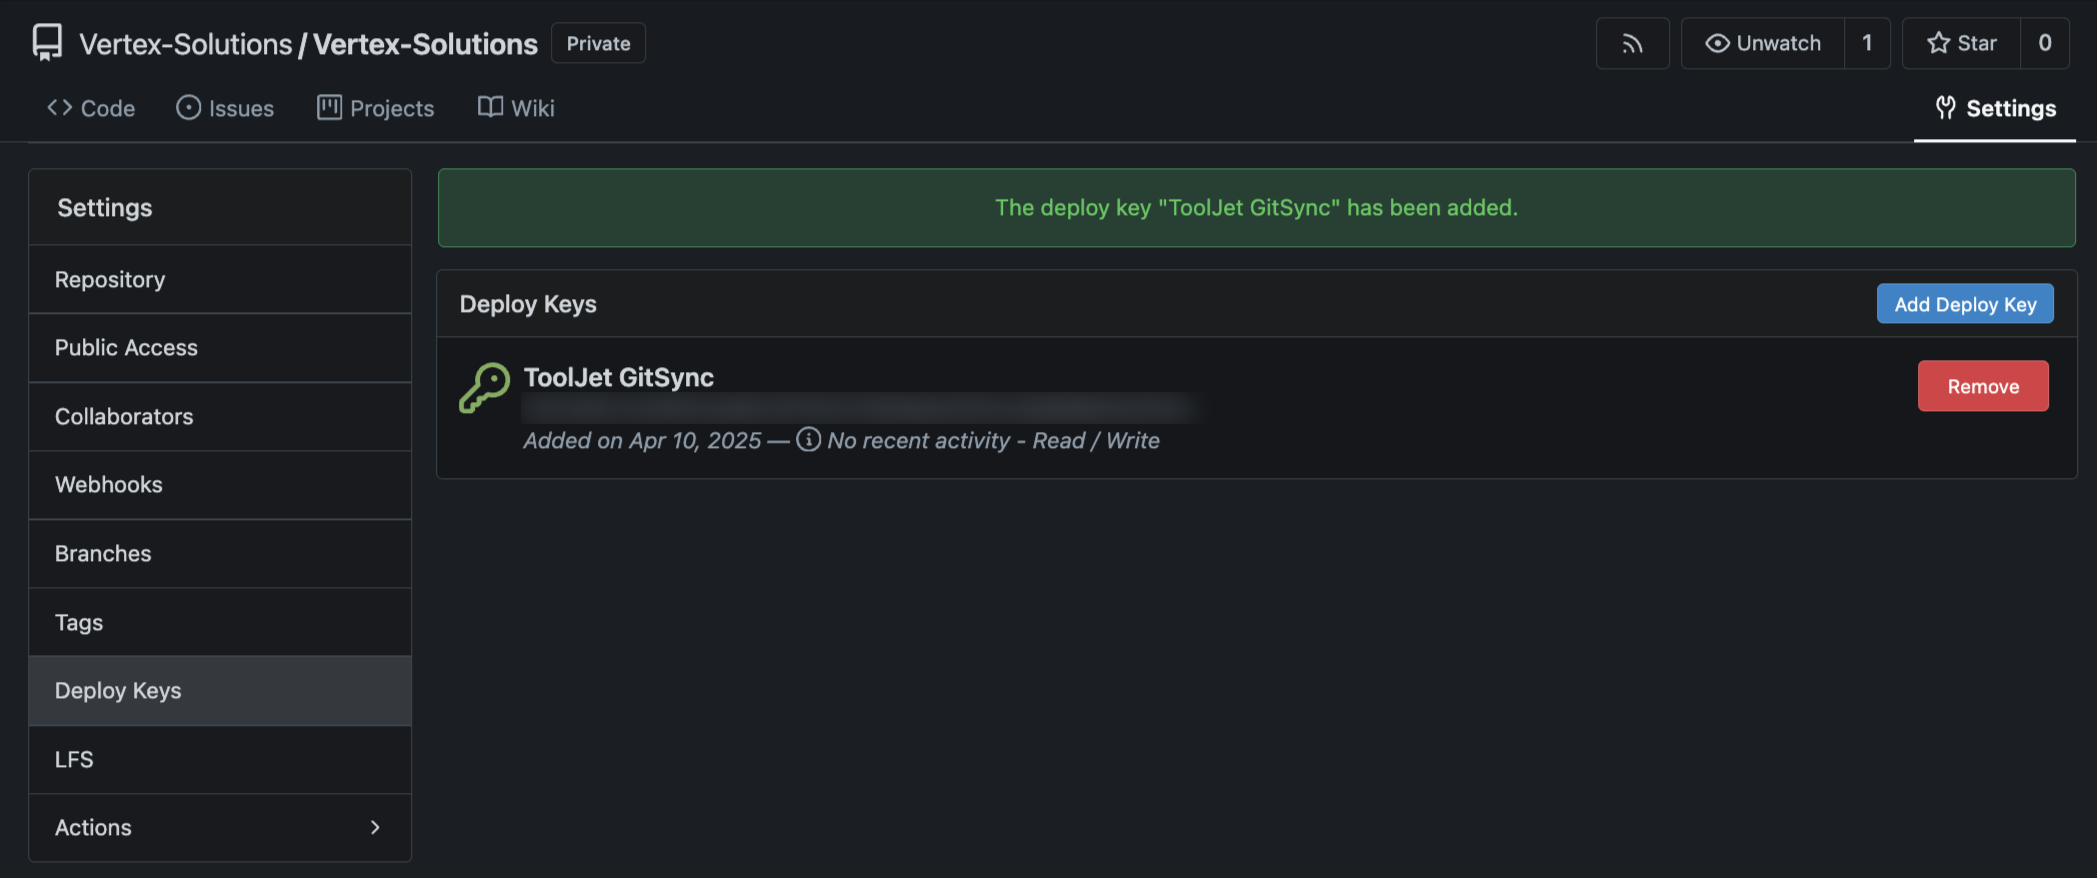 Vertex-Solutions / Vertex-Solutions Private
Unwatch 1 Star 0
Code Issues Projects Wiki Settings
Settings
Repository
Public Access
Collaborators
Webhooks
Branches
Tags
Deploy Keys
LFS
Actions
The deploy key "ToolJet GitSync" has been added.
Deploy Keys Add Deploy Key
ToolJet GitSync Remove
Added on Apr 10, 2025 — No recent activity - Read / Write